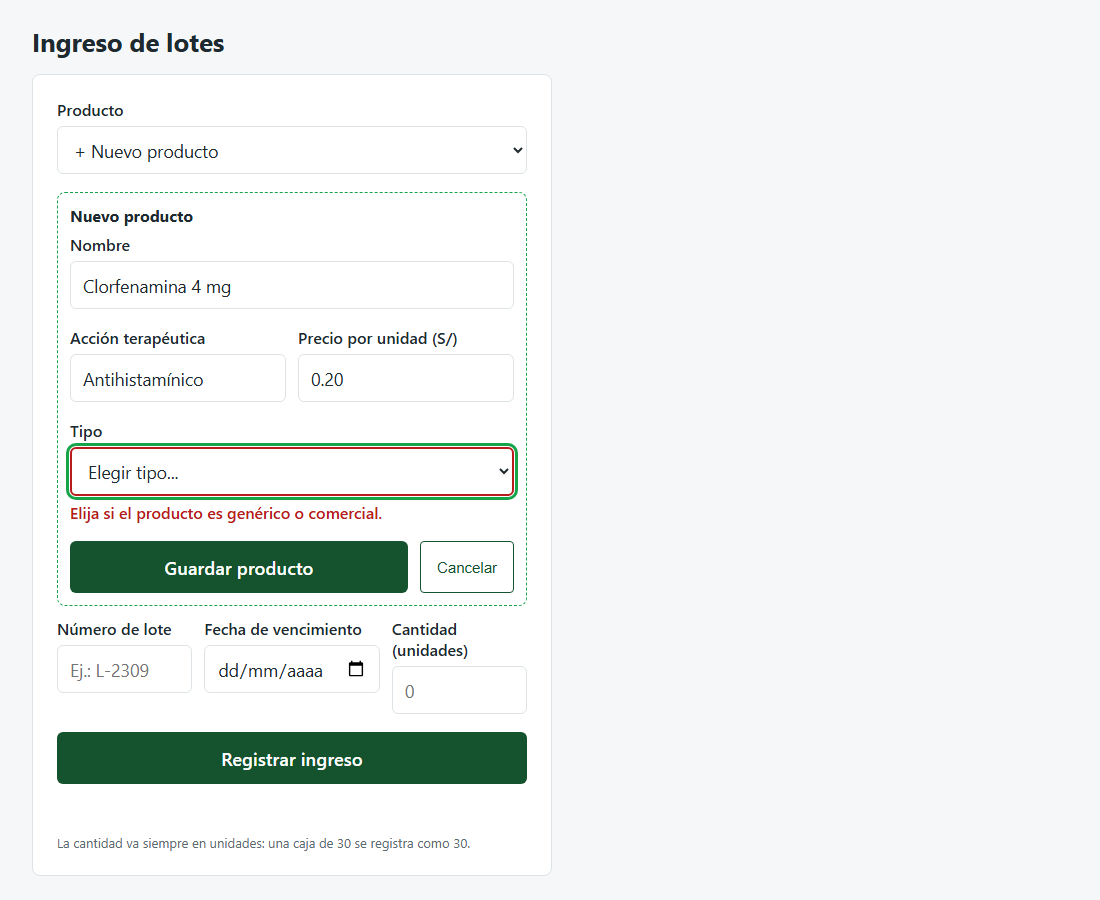 Ingreso de lotes
Producto
+ Nuevo producto
Nuevo producto
Nombre
Clorfenamina 4 mg
Acción terapéutica
Precio por unidad (S/)
Antihistamínico
0.20
Tipo
Elegir tipo...
Elija si el producto es genérico o comercial.
Guardar producto
Cancelar
Número de lote
Fecha de vencimiento
Cantidad
(unidades)
Ej.: L-2309
dd/mm/aaaa
0
Registrar ingreso
La cantidad va siempre en unidades: una caja de 30 se registra como 30.